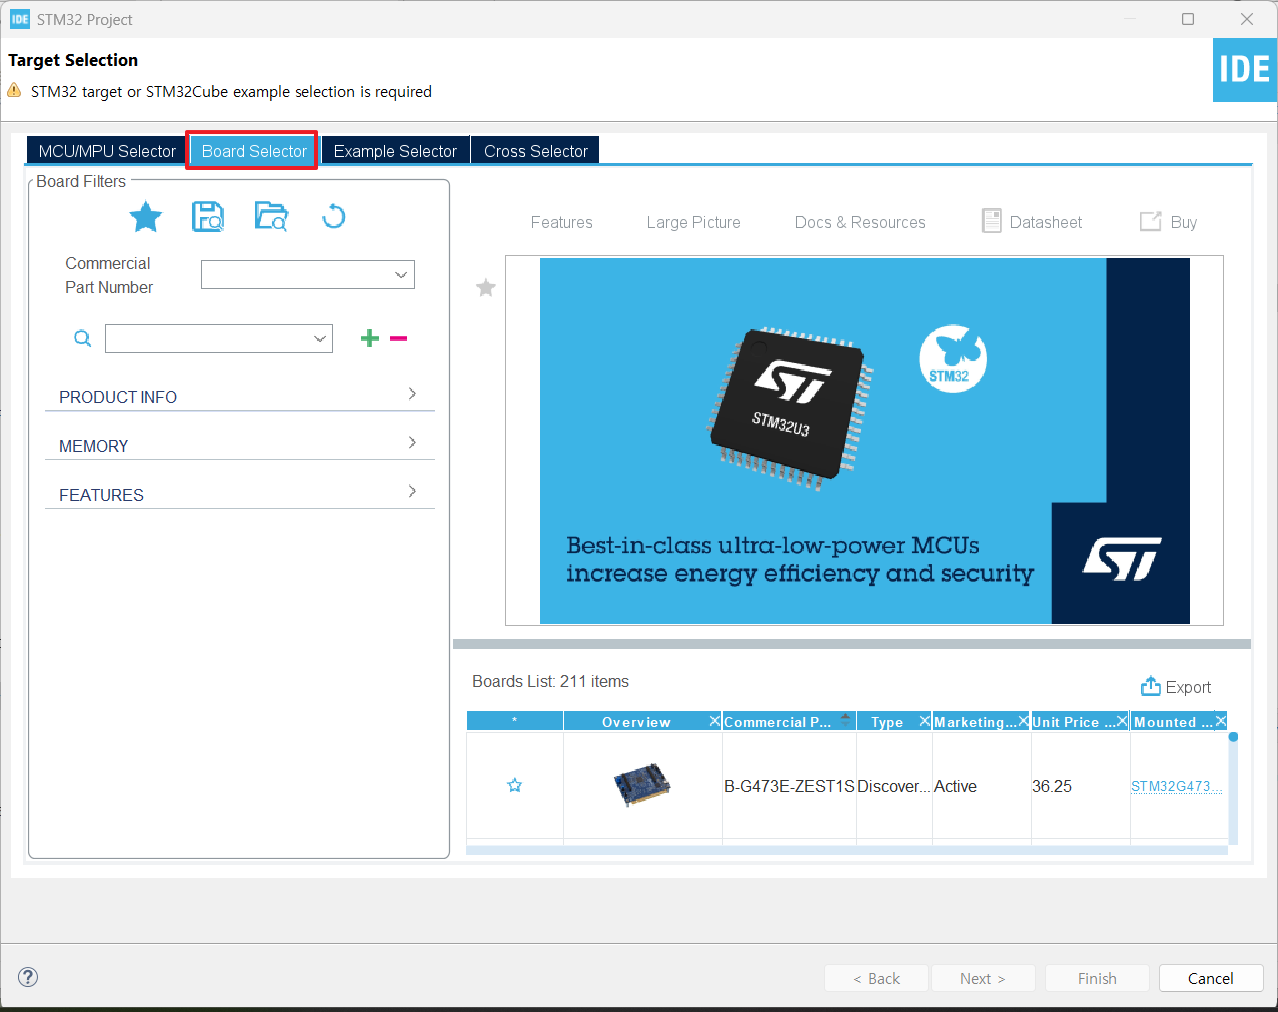 IDE STM32 Project
Target Selection
STM32 target or STM32Cube example selection is required
IDE
MCU/MPU Selector Board Selector Example Selector Cross Selector
Board Filters
Commercial
Part Number
PRODUCT INFO
MEMORY
FEATURES
Features Large Picture Docs & Resources Datasheet Buy
STM32
ST
STM32U3
Best-in-class ultra-low-power MCUs
increase energy efficiency and security
ST
Boards List: 211 items
Export
* Overview Commercial P... Type Marketing... Unit Price ... Mounted ...
B-G473E-ZEST1S Discover... Active 36.25 STM32G473...
? < Back Next > Finish Cancel